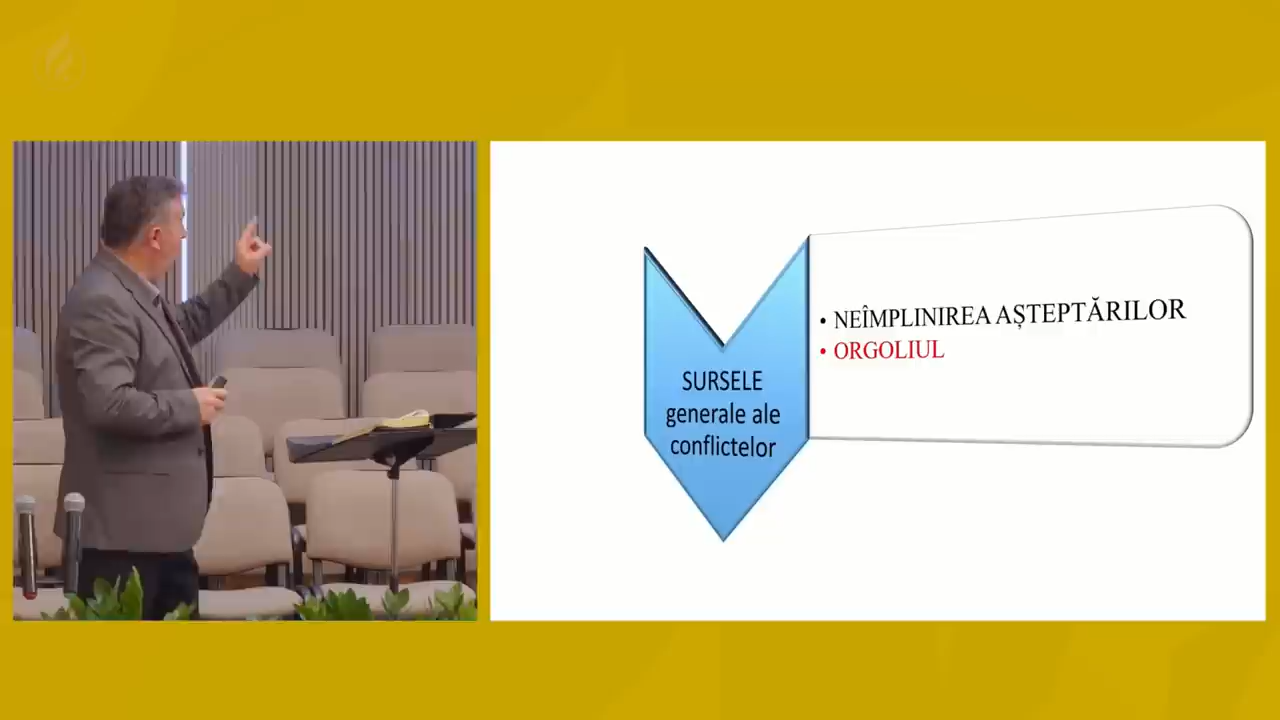 SURSELE
generale ale
conflictelor
• NEÎMPLINIREA AȘTEPTĂRILOR
• ORGOLIUL